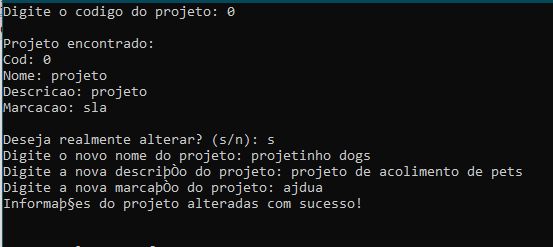 Digite o codigo do projeto: 0
Projeto encontrado:
Cod: 0
Nome: projeto
Descricao: projeto
Marcacao: sla
Deseja realmente alterar? (s/n): s
Digite o novo nome do projeto: projetinho dogs
Digite a nova descriþÒo do projeto: projeto de acolimento de pets
Digite a nova marcaþÒo do projeto: ajdua
Informaþ§es do projeto alteradas com sucesso!